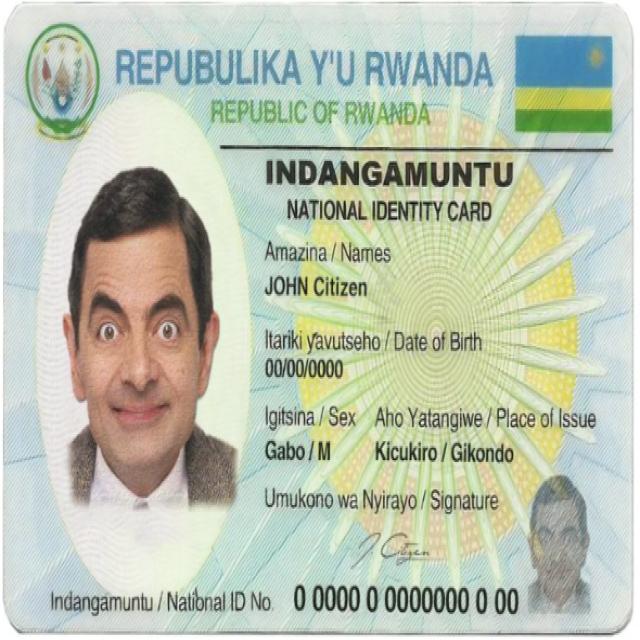 REPUBULIKA Y'U RWANDA
REPUBLIC OF RWANDA
INDANGAMUNTU
NATIONAL IDENTITY CARD
Amazina / Names
JOHN Citizen
Itariki yavutseho / Date of Birth
00/00/0000
Igitsina / Sex Aho Yatangiwe / Place of Issue
Gabo / M Kicukiro / Gikondo
Umukono wa Nyirayo / Signature
J. Citizen
Indangamuntu / National ID No. 0 0000 0 0000000 0 00